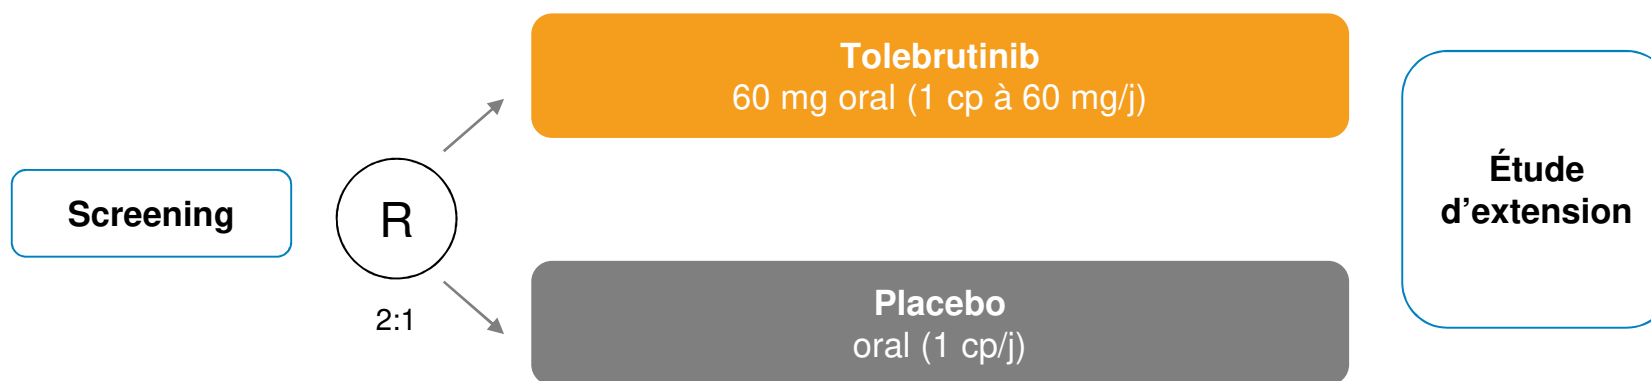 Screening
R
2:1
Tolebrutinib
60 mg oral (1 cp à 60 mg/j)
Placebo
oral (1 cp/j)
Étude
d’extension